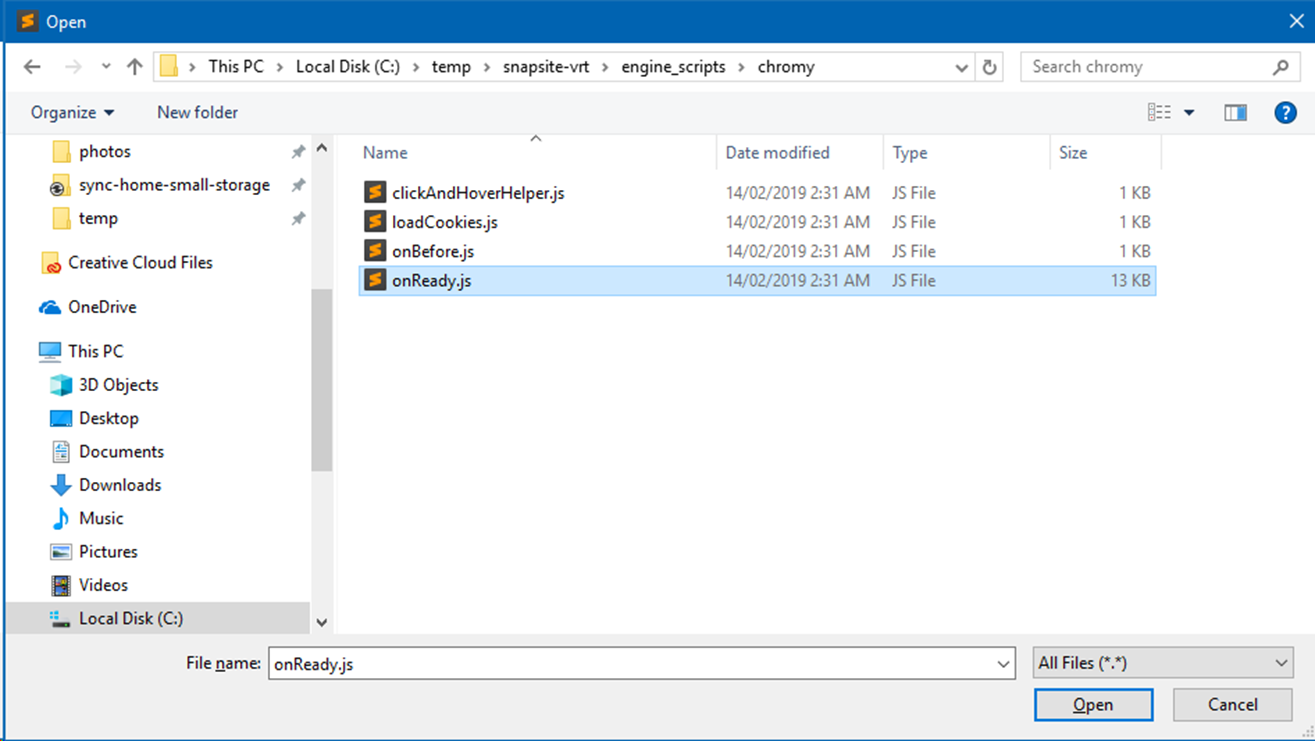 Open
This PC > Local Disk (C:) > temp > snapsite-vrt > engine_scripts > chromy
Search chromy
Organize
New folder
photos
sync-home-small-storage
temp
Creative Cloud Files
OneDrive
This PC
3D Objects
Desktop
Documents
Downloads
Music
Pictures
Videos
Local Disk (C:)
Name Date modified Type Size
clickAndHoverHelper.js 14/02/2019 2:31 AM JS File 1 KB
loadCookies.js 14/02/2019 2:31 AM JS File 1 KB
onBefore.js 14/02/2019 2:31 AM JS File 1 KB
onReady.js 14/02/2019 2:31 AM JS File 13 KB
File name: onReady.js
All Files (*.*)
Open Cancel